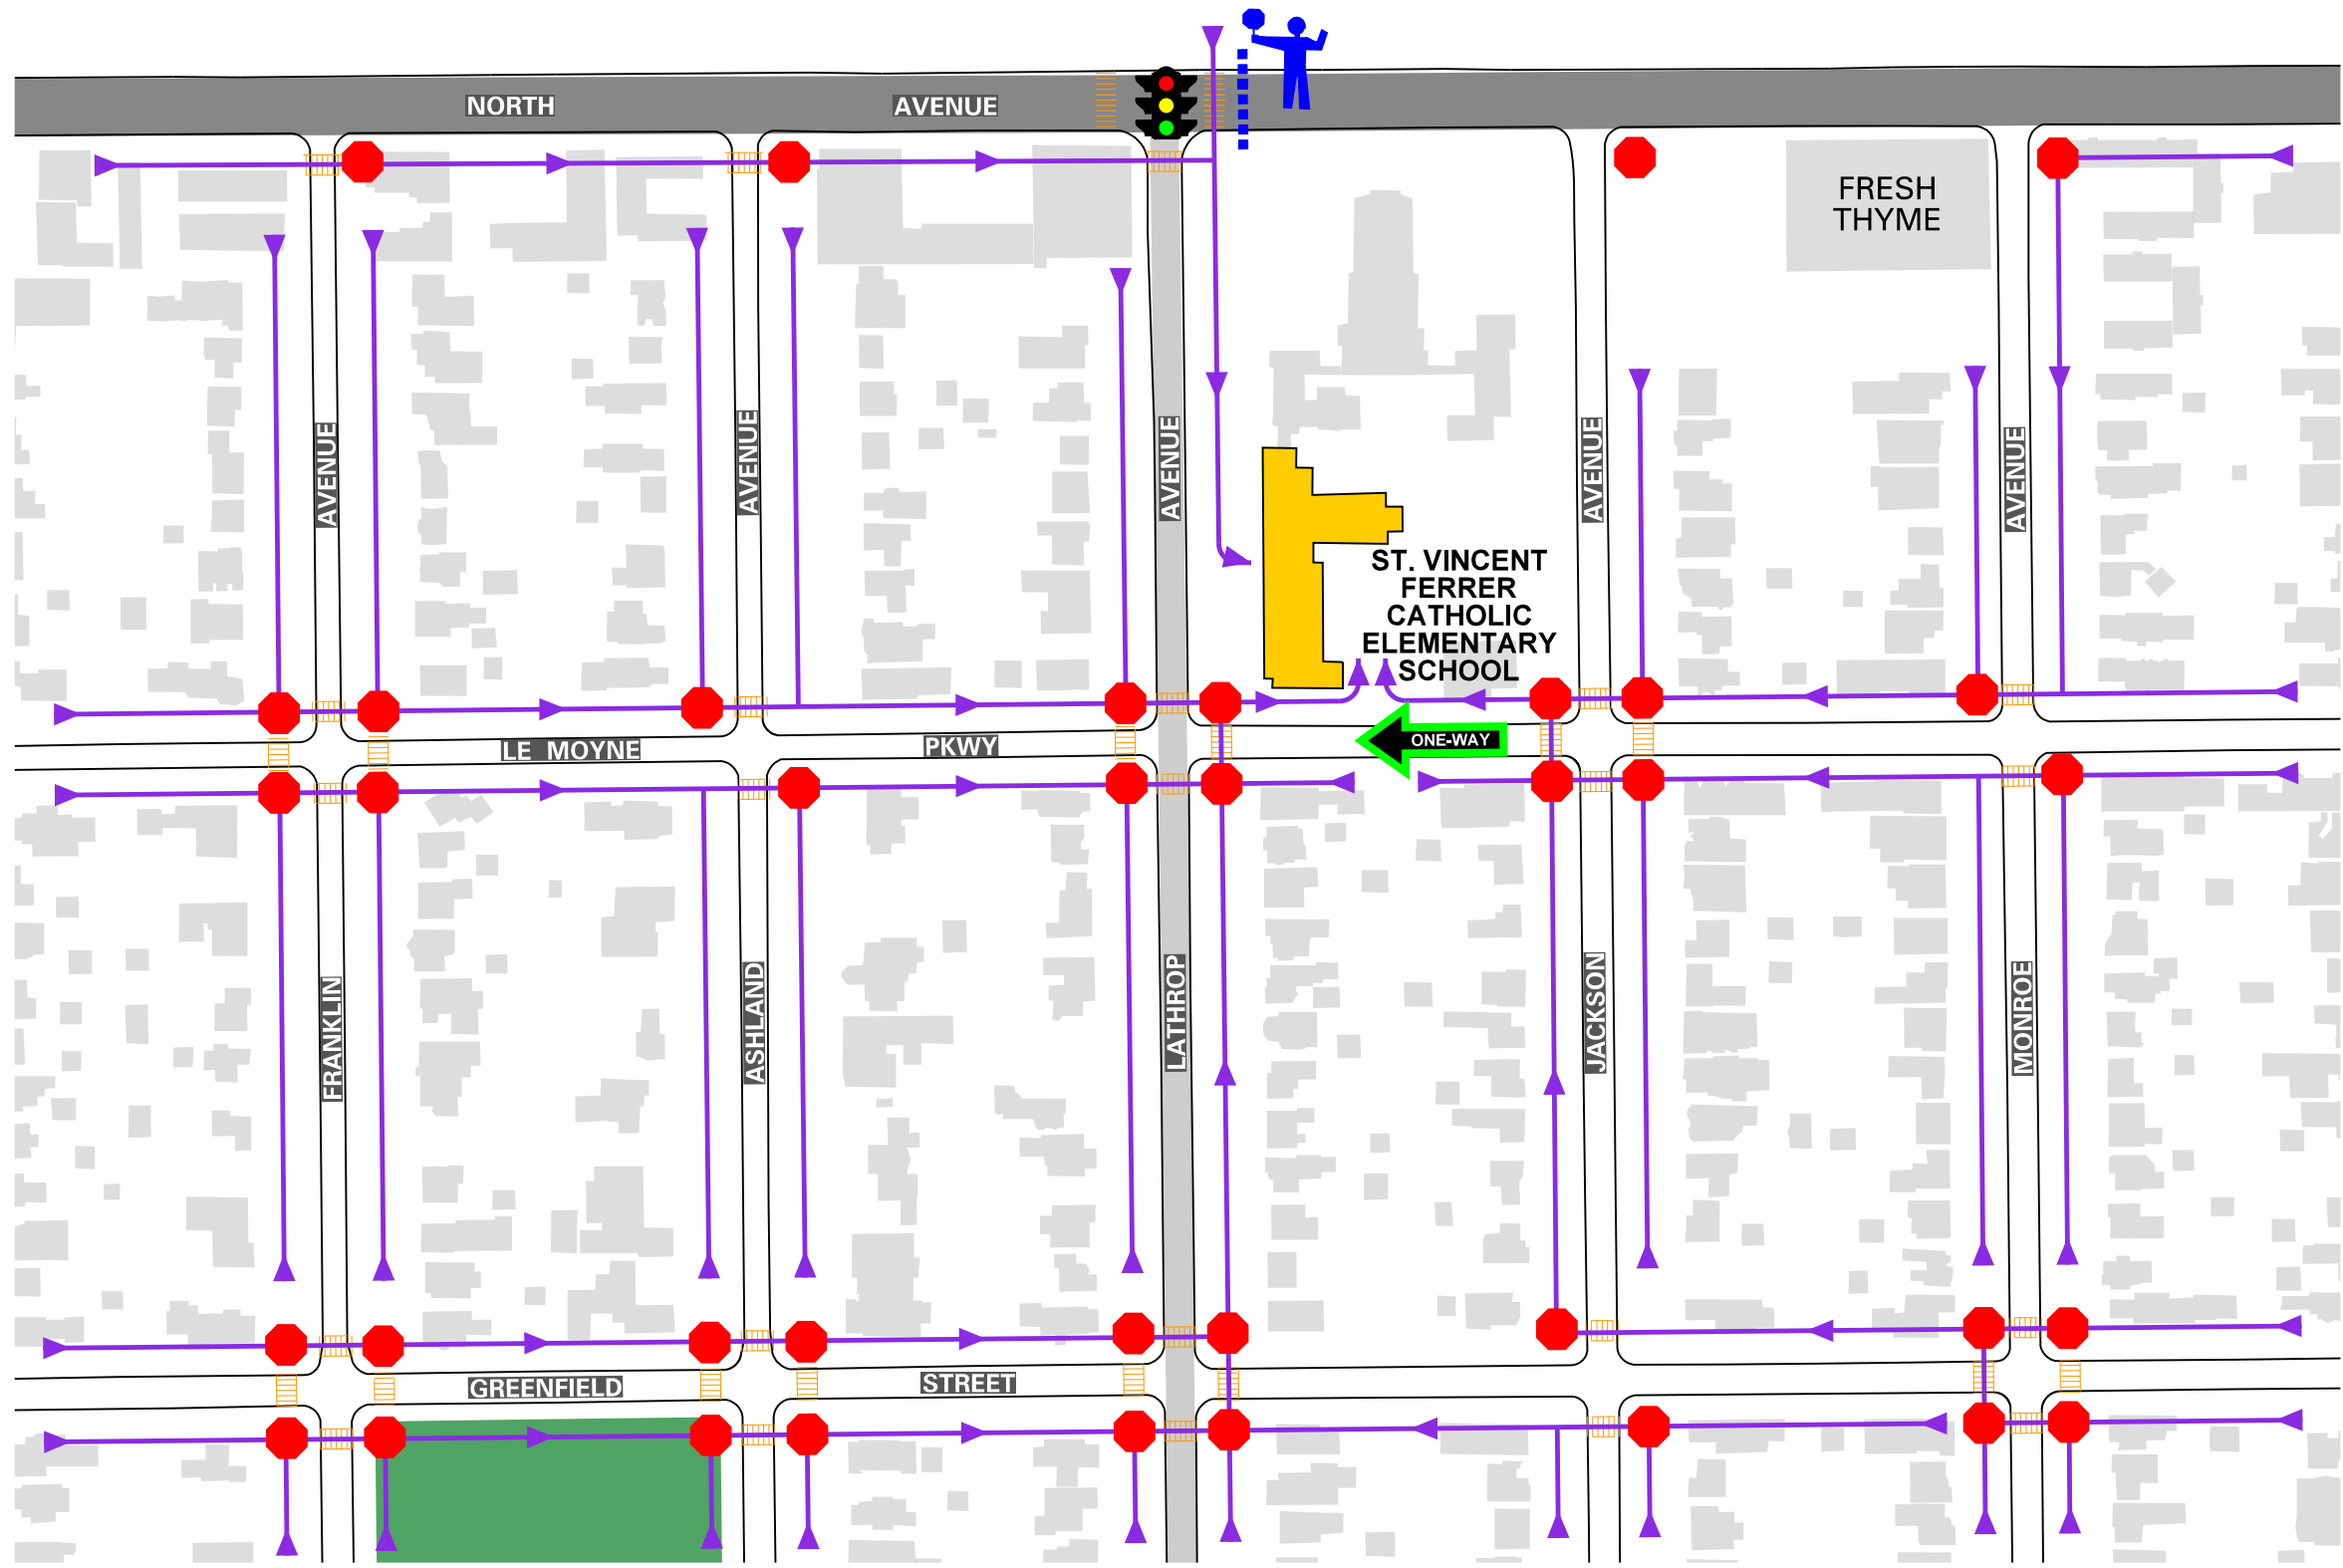 NORTH AVENUE
FRESH
THYME
AVENUE
AVENUE
AVENUE
AVENUE
AVENUE
ST. VINCENT
FERRER
CATHOLIC
ELEMENTARY
SCHOOL
ONE-WAY
LE MOYNE PKWY
FRANKLIN
ASHLAND
LATHROP
JACKSON
MONROE
GREENFIELD STREET